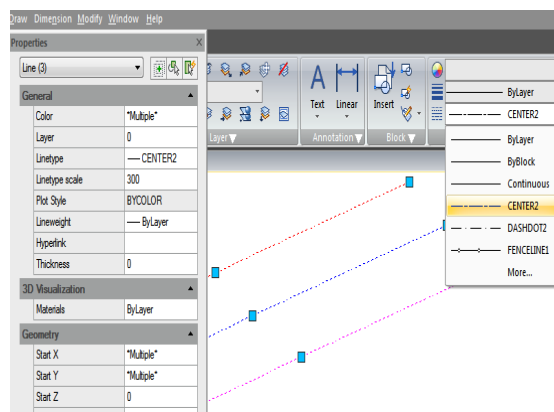 Draw Dimension Modify Window Help
Properties X
Line (3)
General
Color *Multiple*
Layer 0
Linetype CENTER2
Linetype scale 300
Plot Style BYCOLOR
Lineweight ByLayer
Hyperlink
Thickness 0
3D Visualization
Materials ByLayer
Geometry
Start X *Multiple*
Start Y *Multiple*
Start Z 0
Text Linear Insert
Layer Annotation Block
ByLayer
CENTER2
ByLayer
ByBlock
Continuous
CENTER2
DASHDOT2
FENCELINE1
More...